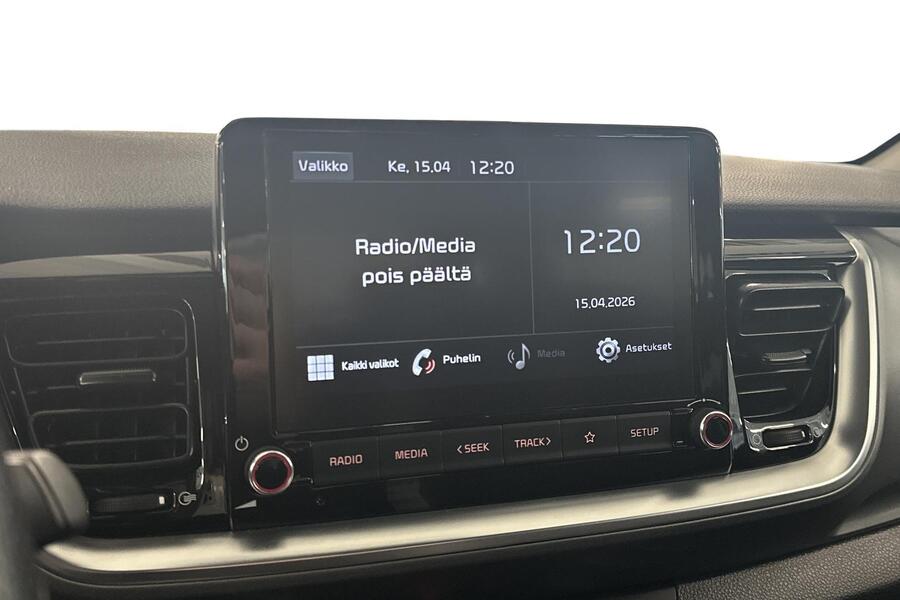 Valikko Ke, 15.04 12:20
Radio/Media
pois päältä
12:20
15.04.2026
Kaikki valikot Puhelin Media Asetukset
RADIO MEDIA <SEEK TRACK> SETUP